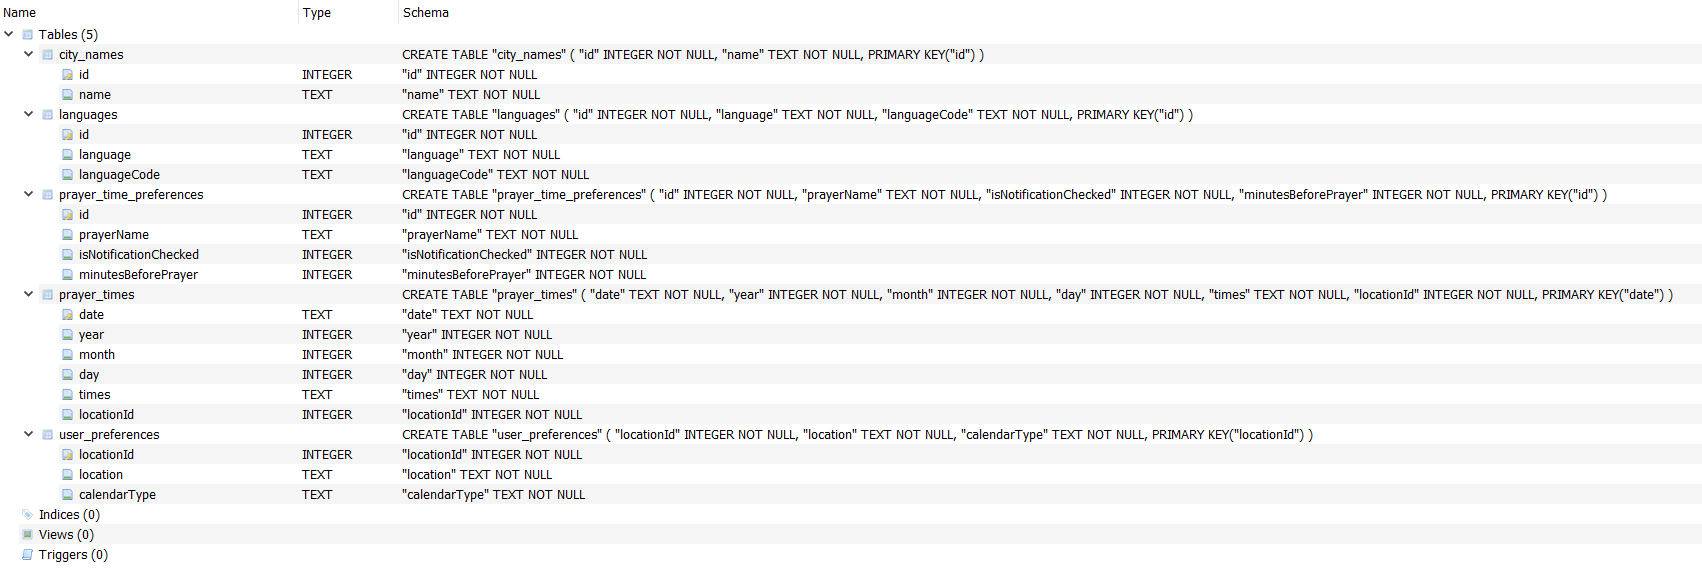 Name Type Schema
Tables (5)
city_names CREATE TABLE "city_names" ( "id" INTEGER NOT NULL, "name" TEXT NOT NULL, PRIMARY KEY("id") )
id INTEGER "id" INTEGER NOT NULL
name TEXT "name" TEXT NOT NULL
languages CREATE TABLE "languages" ( "id" INTEGER NOT NULL, "language" TEXT NOT NULL, "languageCode" TEXT NOT NULL, PRIMARY KEY("id") )
id INTEGER "id" INTEGER NOT NULL
language TEXT "language" TEXT NOT NULL
languageCode TEXT "languageCode" TEXT NOT NULL
prayer_time_preferences CREATE TABLE "prayer_time_preferences" ( "id" INTEGER NOT NULL, "prayerName" TEXT NOT NULL, "isNotificationChecked" INTEGER NOT NULL, "minutesBeforePrayer" INTEGER NOT NULL, PRIMARY KEY("id") )
id INTEGER "id" INTEGER NOT NULL
prayerName TEXT "prayerName" TEXT NOT NULL
isNotificationChecked INTEGER "isNotificationChecked" INTEGER NOT NULL
minutesBeforePrayer INTEGER "minutesBeforePrayer" INTEGER NOT NULL
prayer_times CREATE TABLE "prayer_times" ( "date" TEXT NOT NULL, "year" INTEGER NOT NULL, "month" INTEGER NOT NULL, "day" INTEGER NOT NULL, "times" TEXT NOT NULL, "locationId" INTEGER NOT NULL, PRIMARY KEY("date") )
date TEXT "date" TEXT NOT NULL
year INTEGER "year" INTEGER NOT NULL
month INTEGER "month" INTEGER NOT NULL
day INTEGER "day" INTEGER NOT NULL
times TEXT "times" TEXT NOT NULL
locationId INTEGER "locationId" INTEGER NOT NULL
user_preferences CREATE TABLE "user_preferences" ( "locationId" INTEGER NOT NULL, "location" TEXT NOT NULL, "calendarType" TEXT NOT NULL, PRIMARY KEY("locationId") )
locationId INTEGER "locationId" INTEGER NOT NULL
location TEXT "location" TEXT NOT NULL
calendarType TEXT "calendarType" TEXT NOT NULL
Indices (0)
Views (0)
Triggers (0)